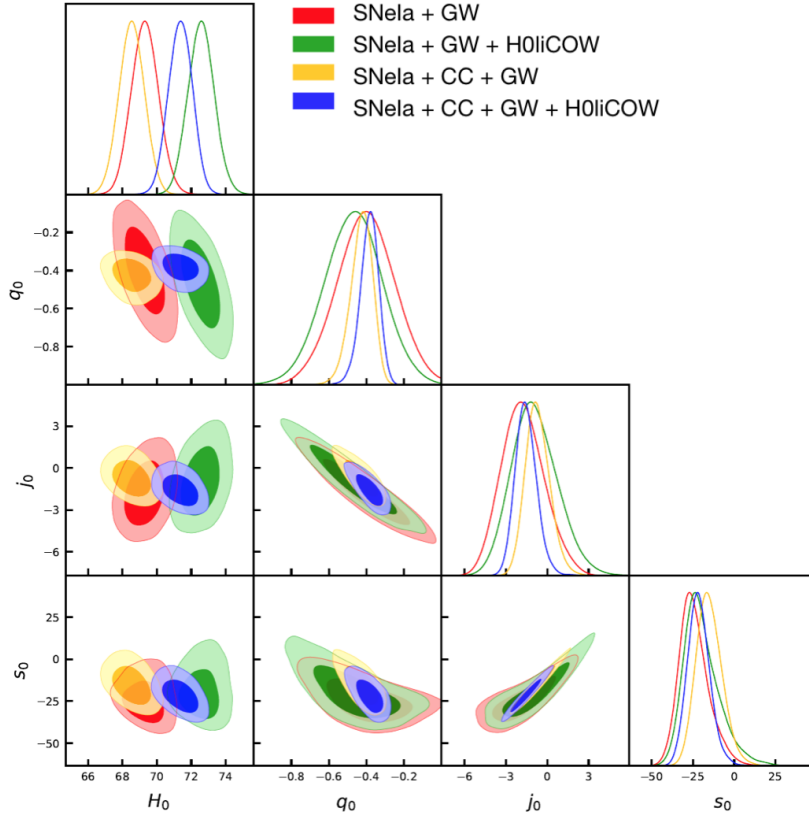 SNeIa + GW
SNeIa + GW + H0liCOW
SNeIa + CC + GW
SNeIa + CC + GW + H0liCOW
−0.2
−0.4
−0.6
−0.8
q₀
3
0
−3
−6
j₀
25
0
−25
−50
s₀
66 68 70 72 74
−0.8 −0.6 −0.4 −0.2
−6 −3 0 3
−50 −25 0 25
H₀ q₀ j₀ s₀